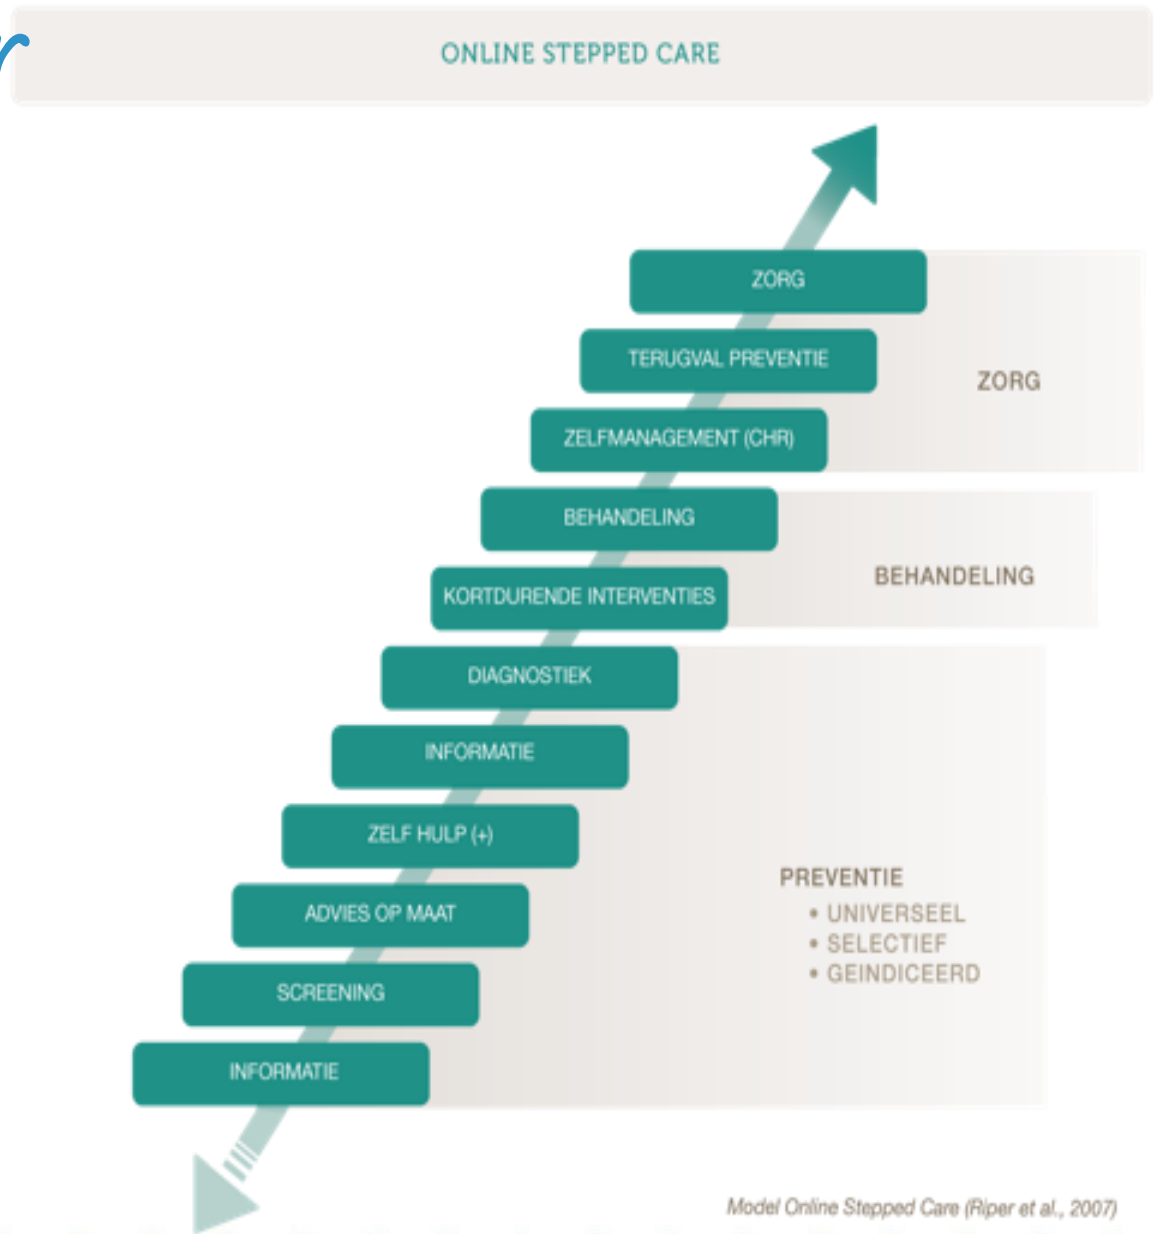 ONLINE STEPPED CARE
ZORG
TERUGVAL PREVENTIE
ZORG
ZELFMANAGEMENT (CHR)
BEHANDELING
BEHANDELING
KORTDURENDE INTERVENTIES
DIAGNOSTIEK
INFORMATIE
ZELF HULP (+)
PREVENTIE
• UNIVERSEEL
• SELECTIEF
• GEINDICEERD
ADVIES OP MAAT
SCREENING
INFORMATIE
Model Online Stepped Care (Riper et al., 2007)